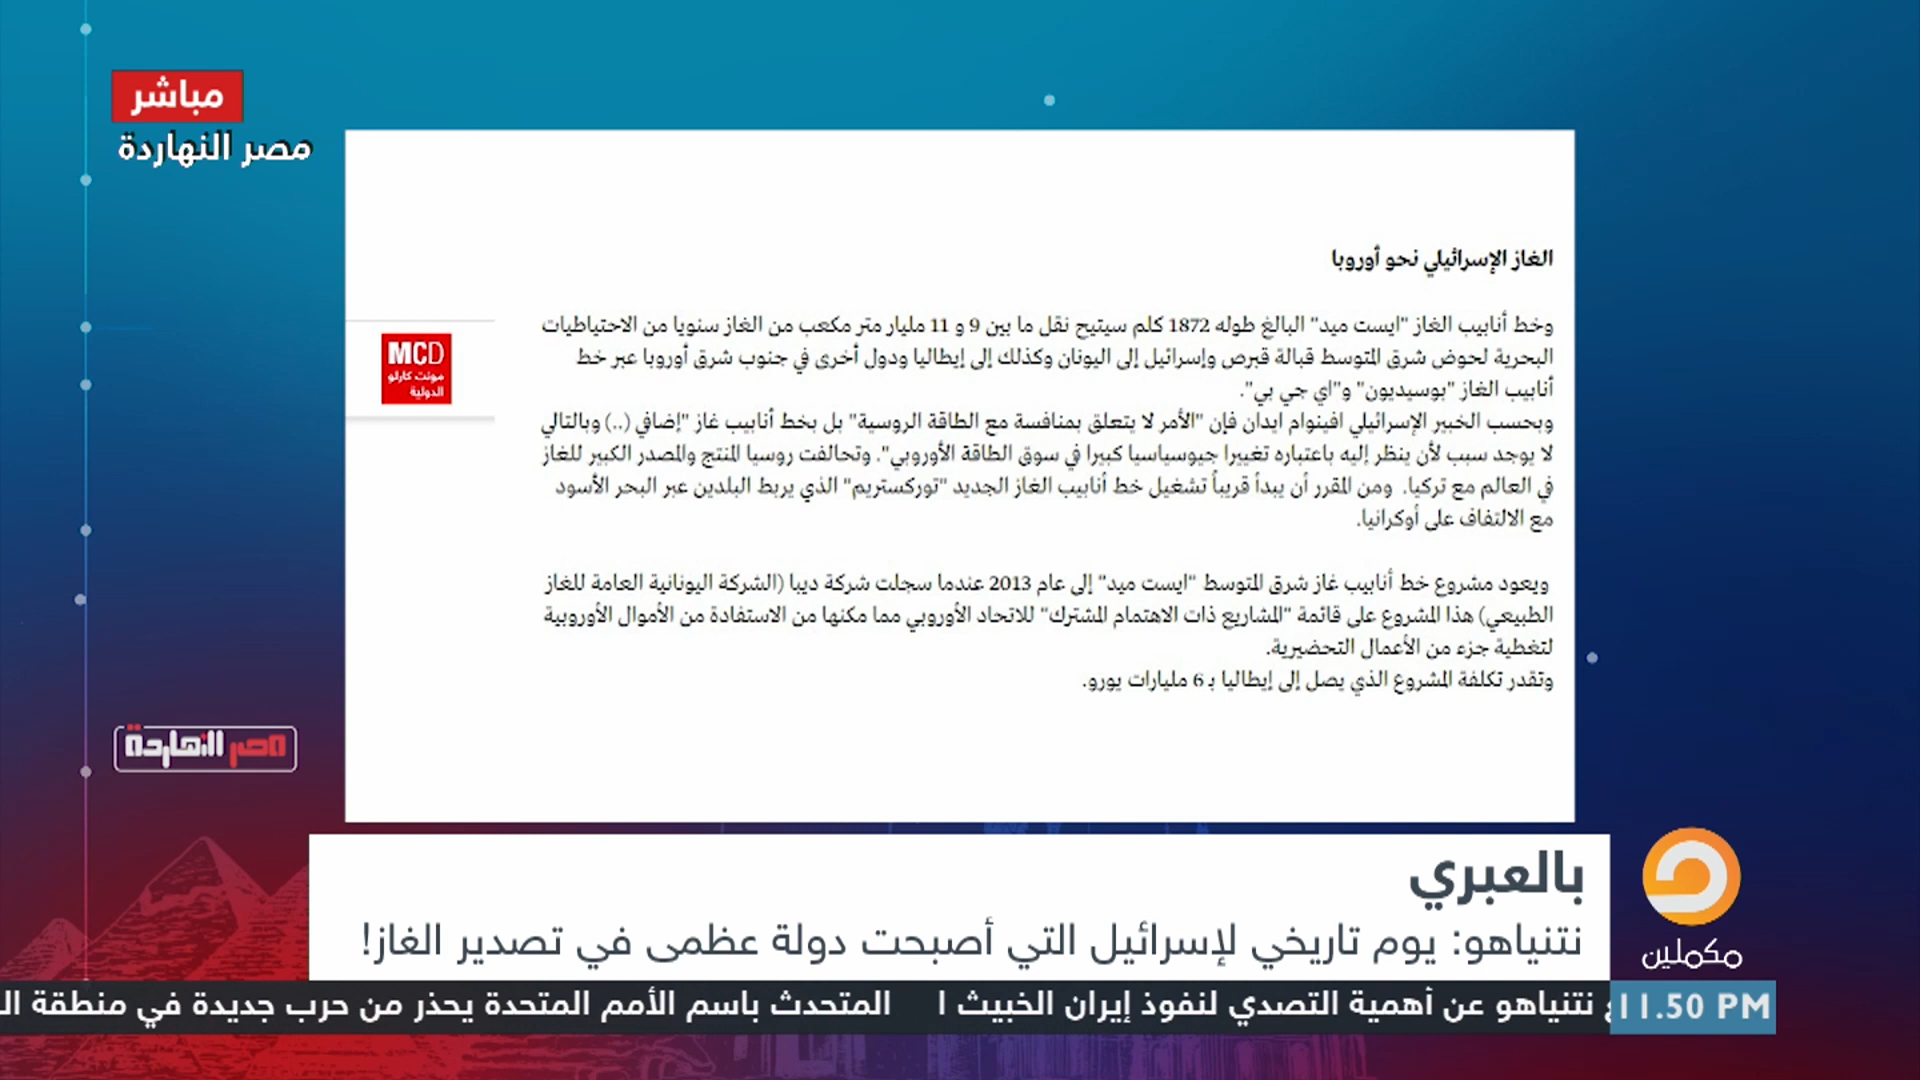 مباشر
مصر النهاردة
الغاز الإسرائيلي نحو أوروبا
وخط أنابيب الغاز "ايست ميد" البالغ طوله 1872 كلم سيتيح نقل ما بين 9 و 11 مليار متر مكعب من الغاز سنويا من الاحتياطيات
البحرية لحوض شرق المتوسط قبالة قبرص وإسرائيل إلى اليونان وكذلك إلى إيطاليا ودول أخرى في جنوب شرق أوروبا عبر خط
أنابيب الغاز "بوسيديون" و"اي جي بي".
وبحسب الخبير الإسرائيلي افينوام ايدان فإن "الأمر لا يتعلق بمنافسة مع الطاقة الروسية" بل بخط أنابيب غاز "إضافي (..) وبالتالي
لا يوجد سبب لأن ينظر إليه باعتباره تغييرا جيوسياسيا كبيرا في سوق الطاقة الأوروبي". وتحالفت روسيا المنتج والمصدر الكبير للغاز
في العالم مع تركيا. ومن المقرر أن يبدأ قريباً تشغيل خط أنابيب الغاز الجديد "توركستريم" الذي يربط البلدين عبر البحر الأسود
مع الالتفاف على أوكرانيا.
ويعود مشروع خط أنابيب غاز شرق المتوسط "ايست ميد" إلى عام 2013 عندما سجلت شركة ديبا (الشركة اليونانية العامة للغاز
الطبيعي) هذا المشروع على قائمة "المشاريع ذات الاهتمام المشترك" للاتحاد الأوروبي مما مكنها من الاستفادة من الأموال الأوروبية
لتغطية جزء من الأعمال التحضيرية.
وتقدر تكلفة المشروع الذي يصل إلى إيطاليا بـ 6 مليارات يورو.
MCD
مونت كارلو
الدولية
مصر النهاردة
بالعبري
نتنياهو: يوم تاريخي لإسرائيل التي أصبحت دولة عظمى في تصدير الغاز!
مكملين
نتنياهو عن أهمية التصدي لنفوذ إيران الخبيث ا المتحدث باسم الأمم المتحدة يحذر من حرب جديدة في منطقة
11.50 PM